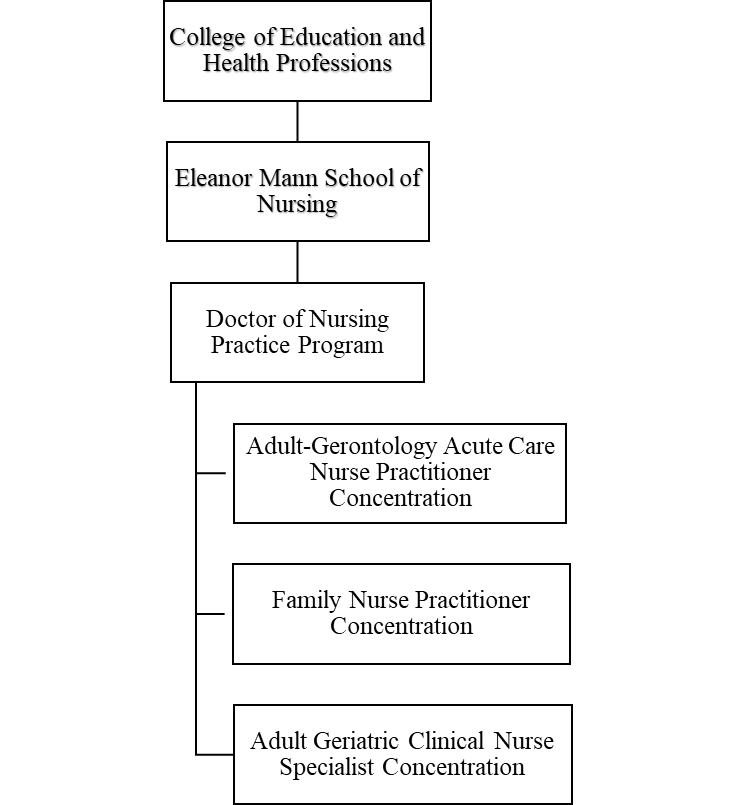 College of Education and
Health Professions
Eleanor Mann School of
Nursing
Doctor of Nursing
Practice Program
Adult-Gerontology Acute Care
Nurse Practitioner
Concentration
Family Nurse Practitioner
Concentration
Adult Geriatric Clinical Nurse
Specialist Concentration